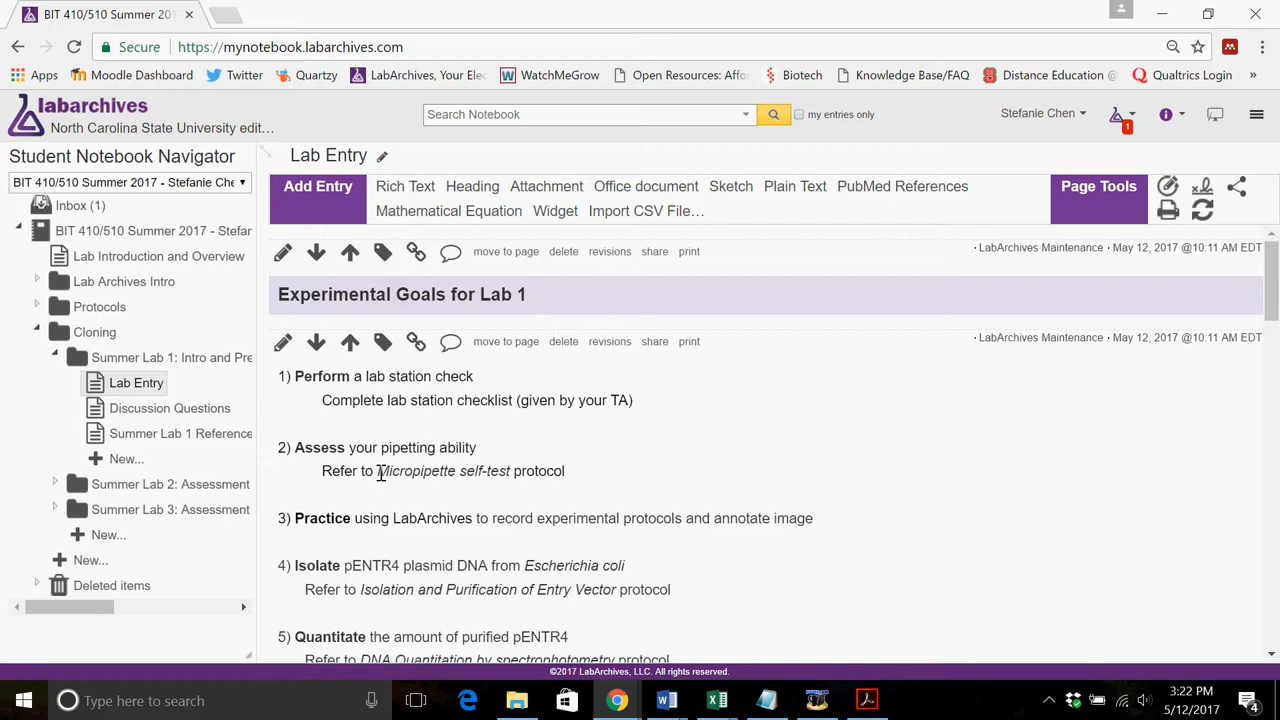 BIT 410/510 Summer 201
Secure
https://mynotebook.labarchives.com
Apps
Moodle Dashboard
Twitter
Quartzy
LabArchives, Your Ele
WatchMeGrow
Open Resources: Affor
Biotech
Knowledge Base/FAQ
Distance Education @
Qualtrics Login
»
labarchives
North Carolina State University edit...
Search Notebook
my entries only
Stefanie Chen
1
Student Notebook Navigator
BIT 410/510 Summer 2017 - Stefanie Che
Inbox (1)
BIT 410/510 Summer 2017 - Stefar
Lab Introduction and Overview
Lab Archives Intro
Protocols
Cloning
Summer Lab 1: Intro and Pre
Lab Entry
Discussion Questions
Summer Lab 1 Reference
New...
Summer Lab 2: Assessment
Summer Lab 3: Assessment
New...
New...
Deleted items
Lab Entry
Add Entry
Rich Text Heading Attachment Office document Sketch Plain Text PubMed References
Mathematical Equation Widget Import CSV File...
Page Tools
move to page delete revisions share print
· LabArchives Maintenance · May 12, 2017 @10:11 AM EDT
Experimental Goals for Lab 1
move to page delete revisions share print
· LabArchives Maintenance · May 12, 2017 @10:11 AM EDT
1) Perform a lab station check
Complete lab station checklist (given by your TA)
2) Assess your pipetting ability
Refer to Micropipette self-test protocol
3) Practice using LabArchives to record experimental protocols and annotate image
4) Isolate pENTR4 plasmid DNA from Escherichia coli
Refer to Isolation and Purification of Entry Vector protocol
5) Quantitate the amount of purified pENTR4
Refer to DNA Quantitation by spectrophotometry protocol
©2017 LabArchives, LLC. All rights reserved.
Type here to search
3:22 PM
5/12/2017
4